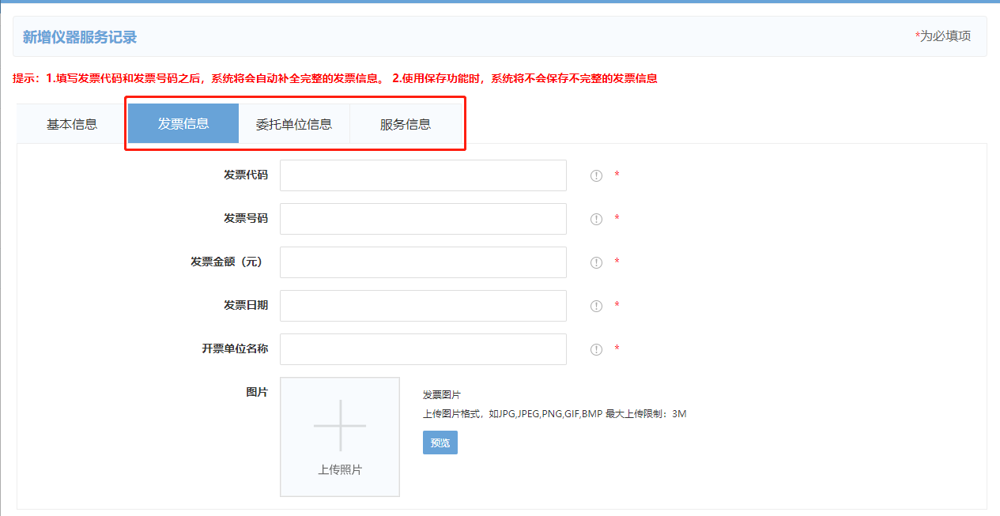 新增仪器服务记录
*为必填项
提示：1.填写发票代码和发票号码之后，系统将会自动补全完整的发票信息。 2.使用保存功能时，系统将不会保存不完整的发票信息
基本信息
发票信息
委托单位信息
服务信息
发票代码
*
发票号码
*
发票金额（元）
*
发票日期
*
开票单位名称
*
图片
上传照片
发票图片
上传图片格式，如JPG,JPEG,PNG,GIF,BMP 最大上传限制：3M
预览